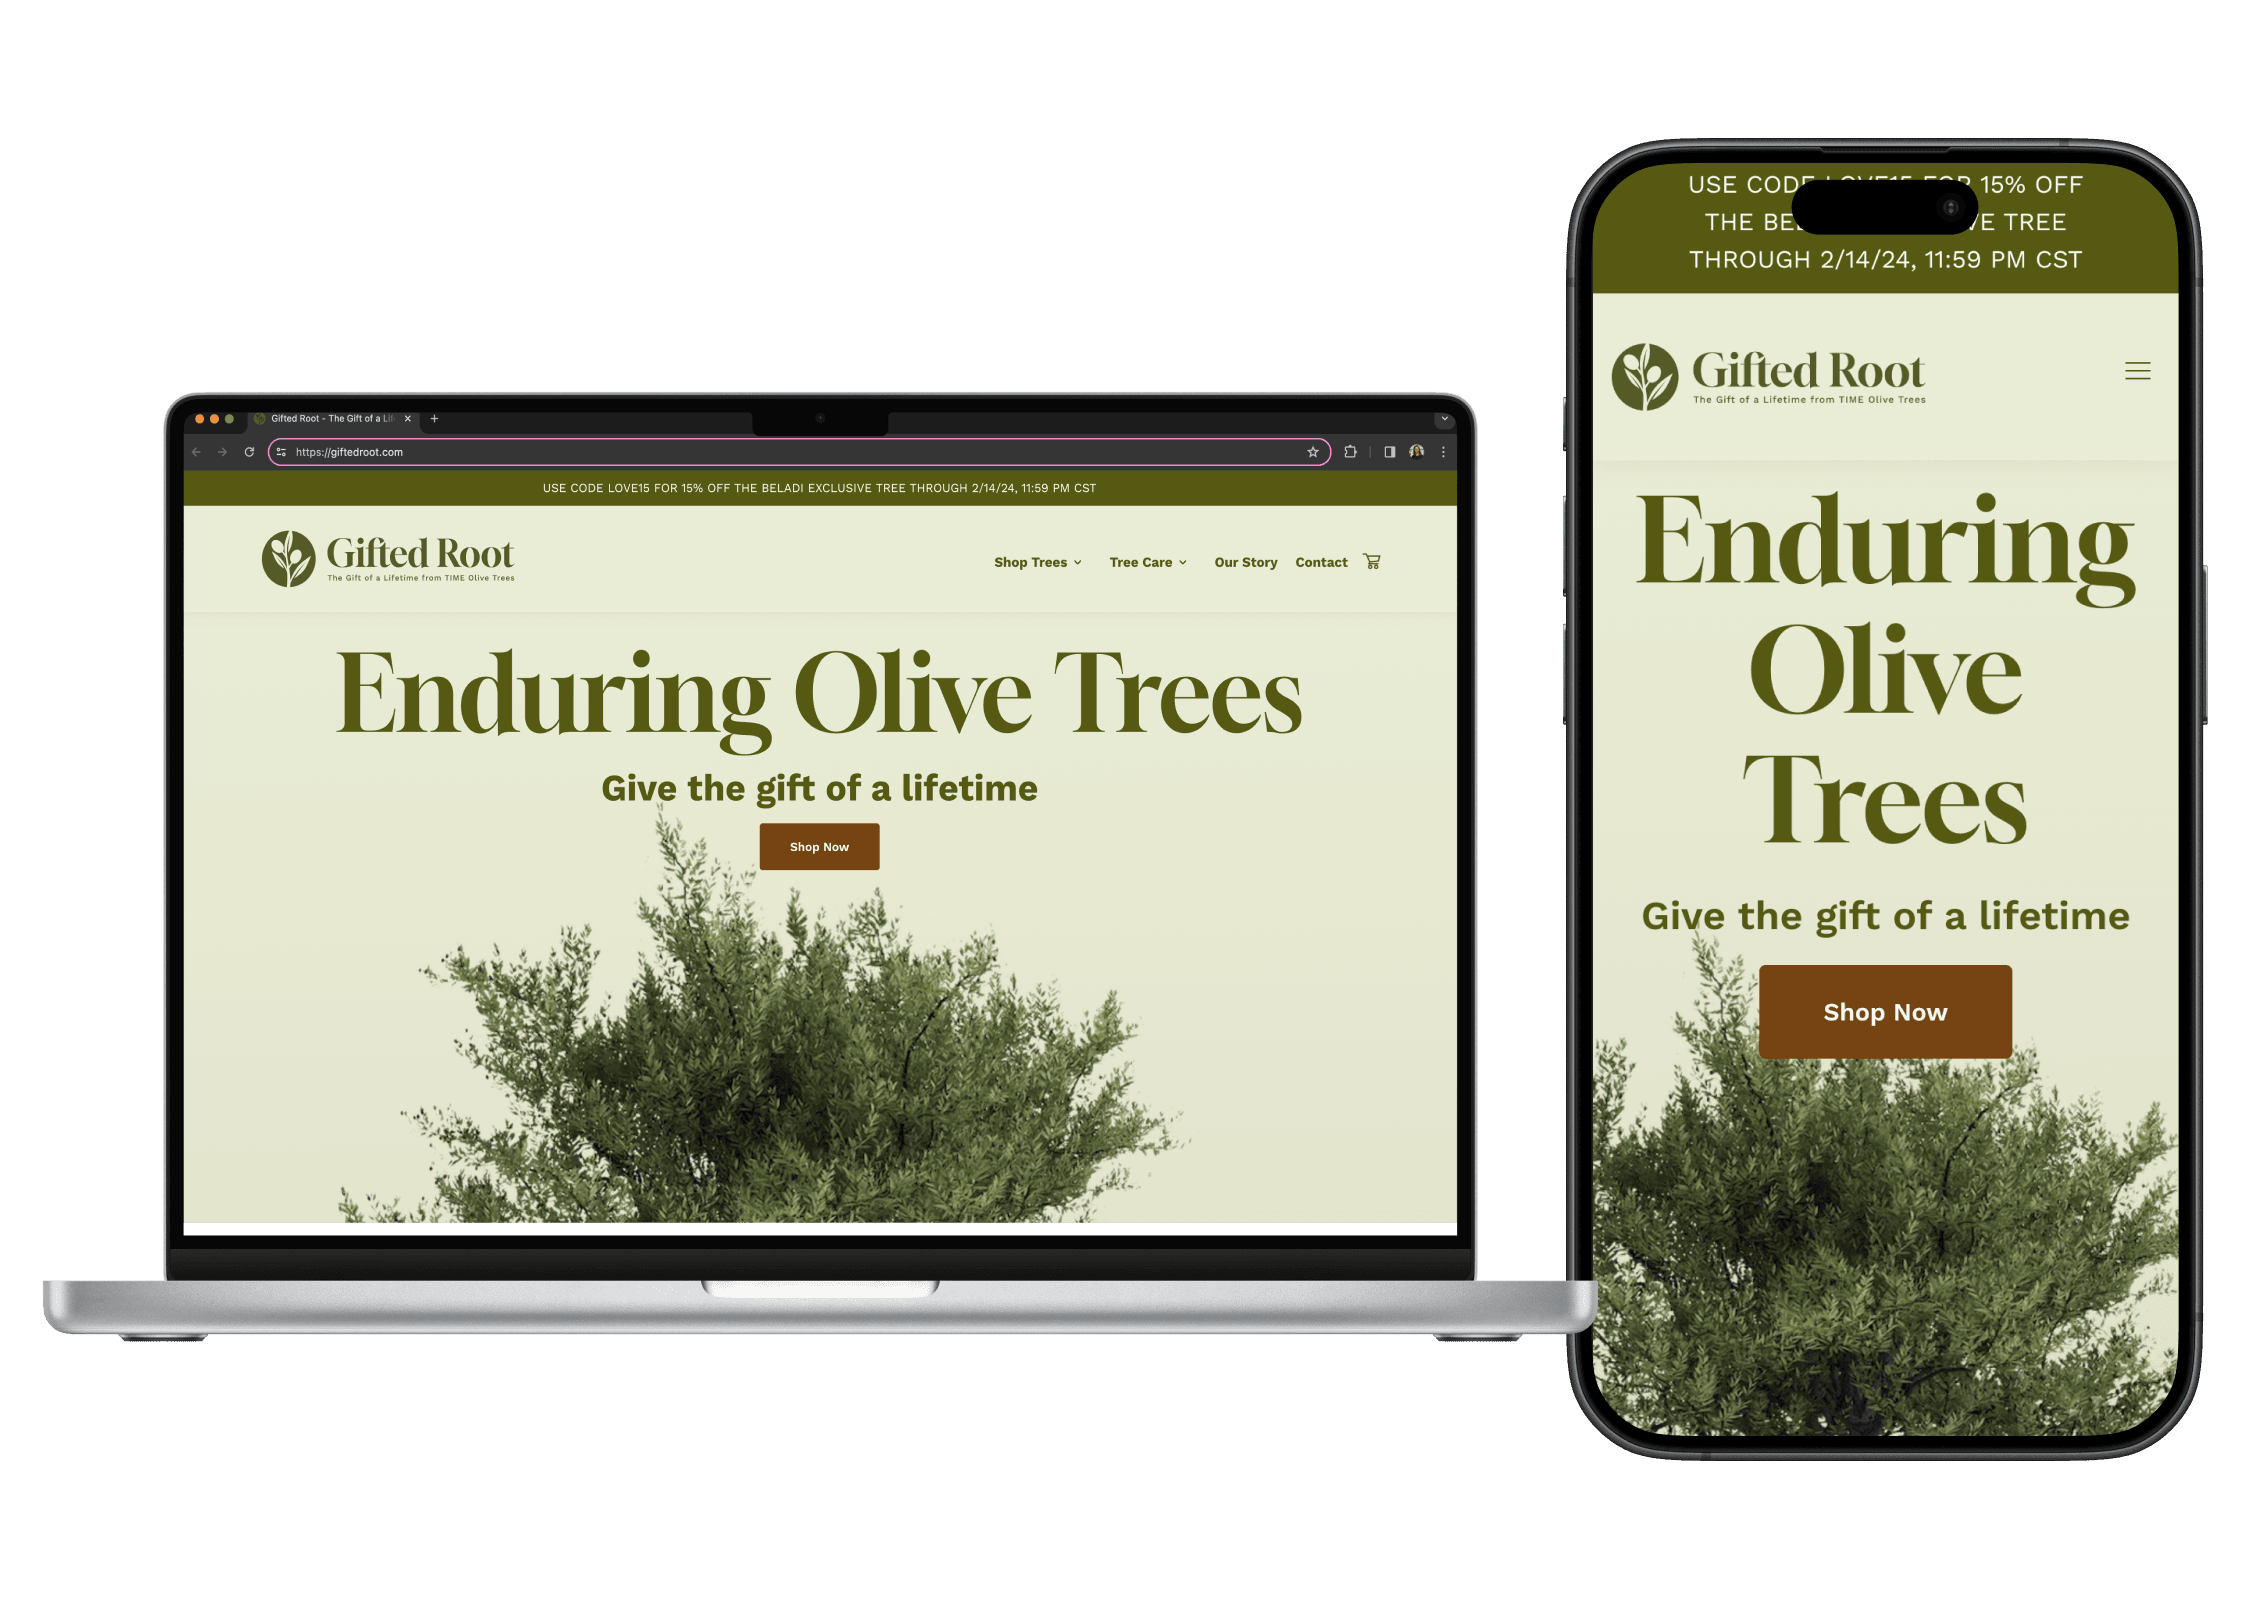 Gifted Root - The Gift of a Li
https://giftedroot.com
USE CODE LOVE15 FOR 15% OFF THE BELADI EXCLUSIVE TREE THROUGH 2/14/24, 11:59 PM CST
Gifted Root
The Gift of a Lifetime from TIME Olive Trees
Shop Trees Tree Care Our Story Contact
Enduring Olive Trees
Give the gift of a lifetime
Shop Now
USE CODE 15% OFF
THE TREE
THROUGH 2/14/24, 11:59 PM CST
Gifted Root
The Gift of a Lifetime from TIME Olive Trees
Enduring
Olive
Trees
Give the gift of a lifetime
Shop Now